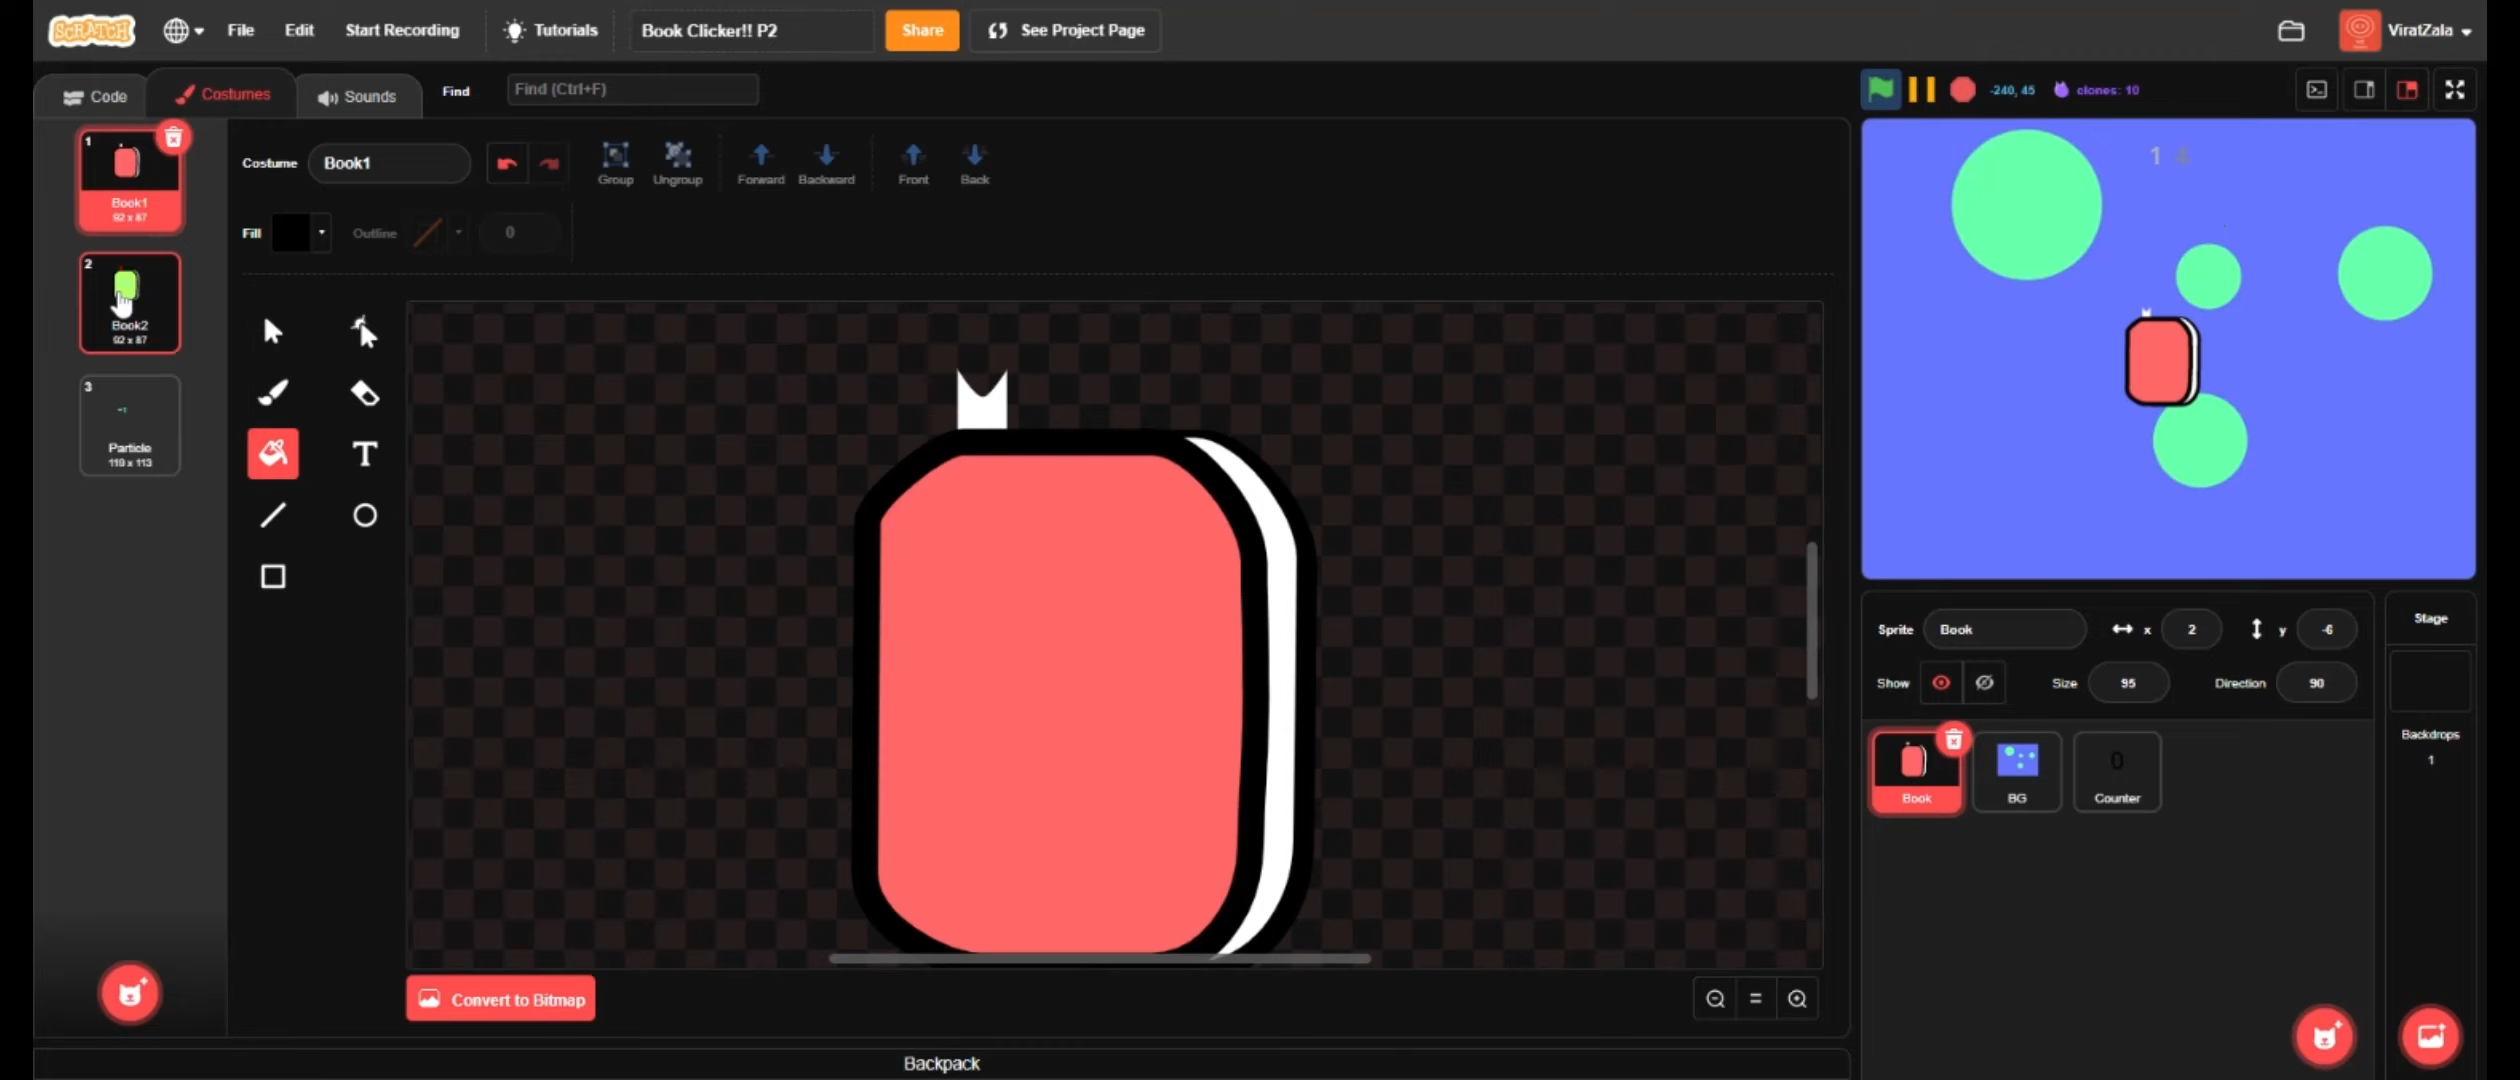 SCRATCH File Edit Start Recording Tutorials Book Clicker!! P2 Share See Project Page ViratZala
Code Costumes Sounds Find Find (Ctrl+F) -240, 45 clones: 10
1
Book1
92 x 87
2
Book2
92 x 87
3
+1
Particle
119 x 113
Costume Book1 Group Ungroup Forward Backward Front Back
Fill Outline 0
T
Convert to Bitmap
=
Backpack
1 4
Sprite Book x 2 y -6
Show Size 95 Direction 90
Book
BG
0
Counter
Stage
Backdrops
1